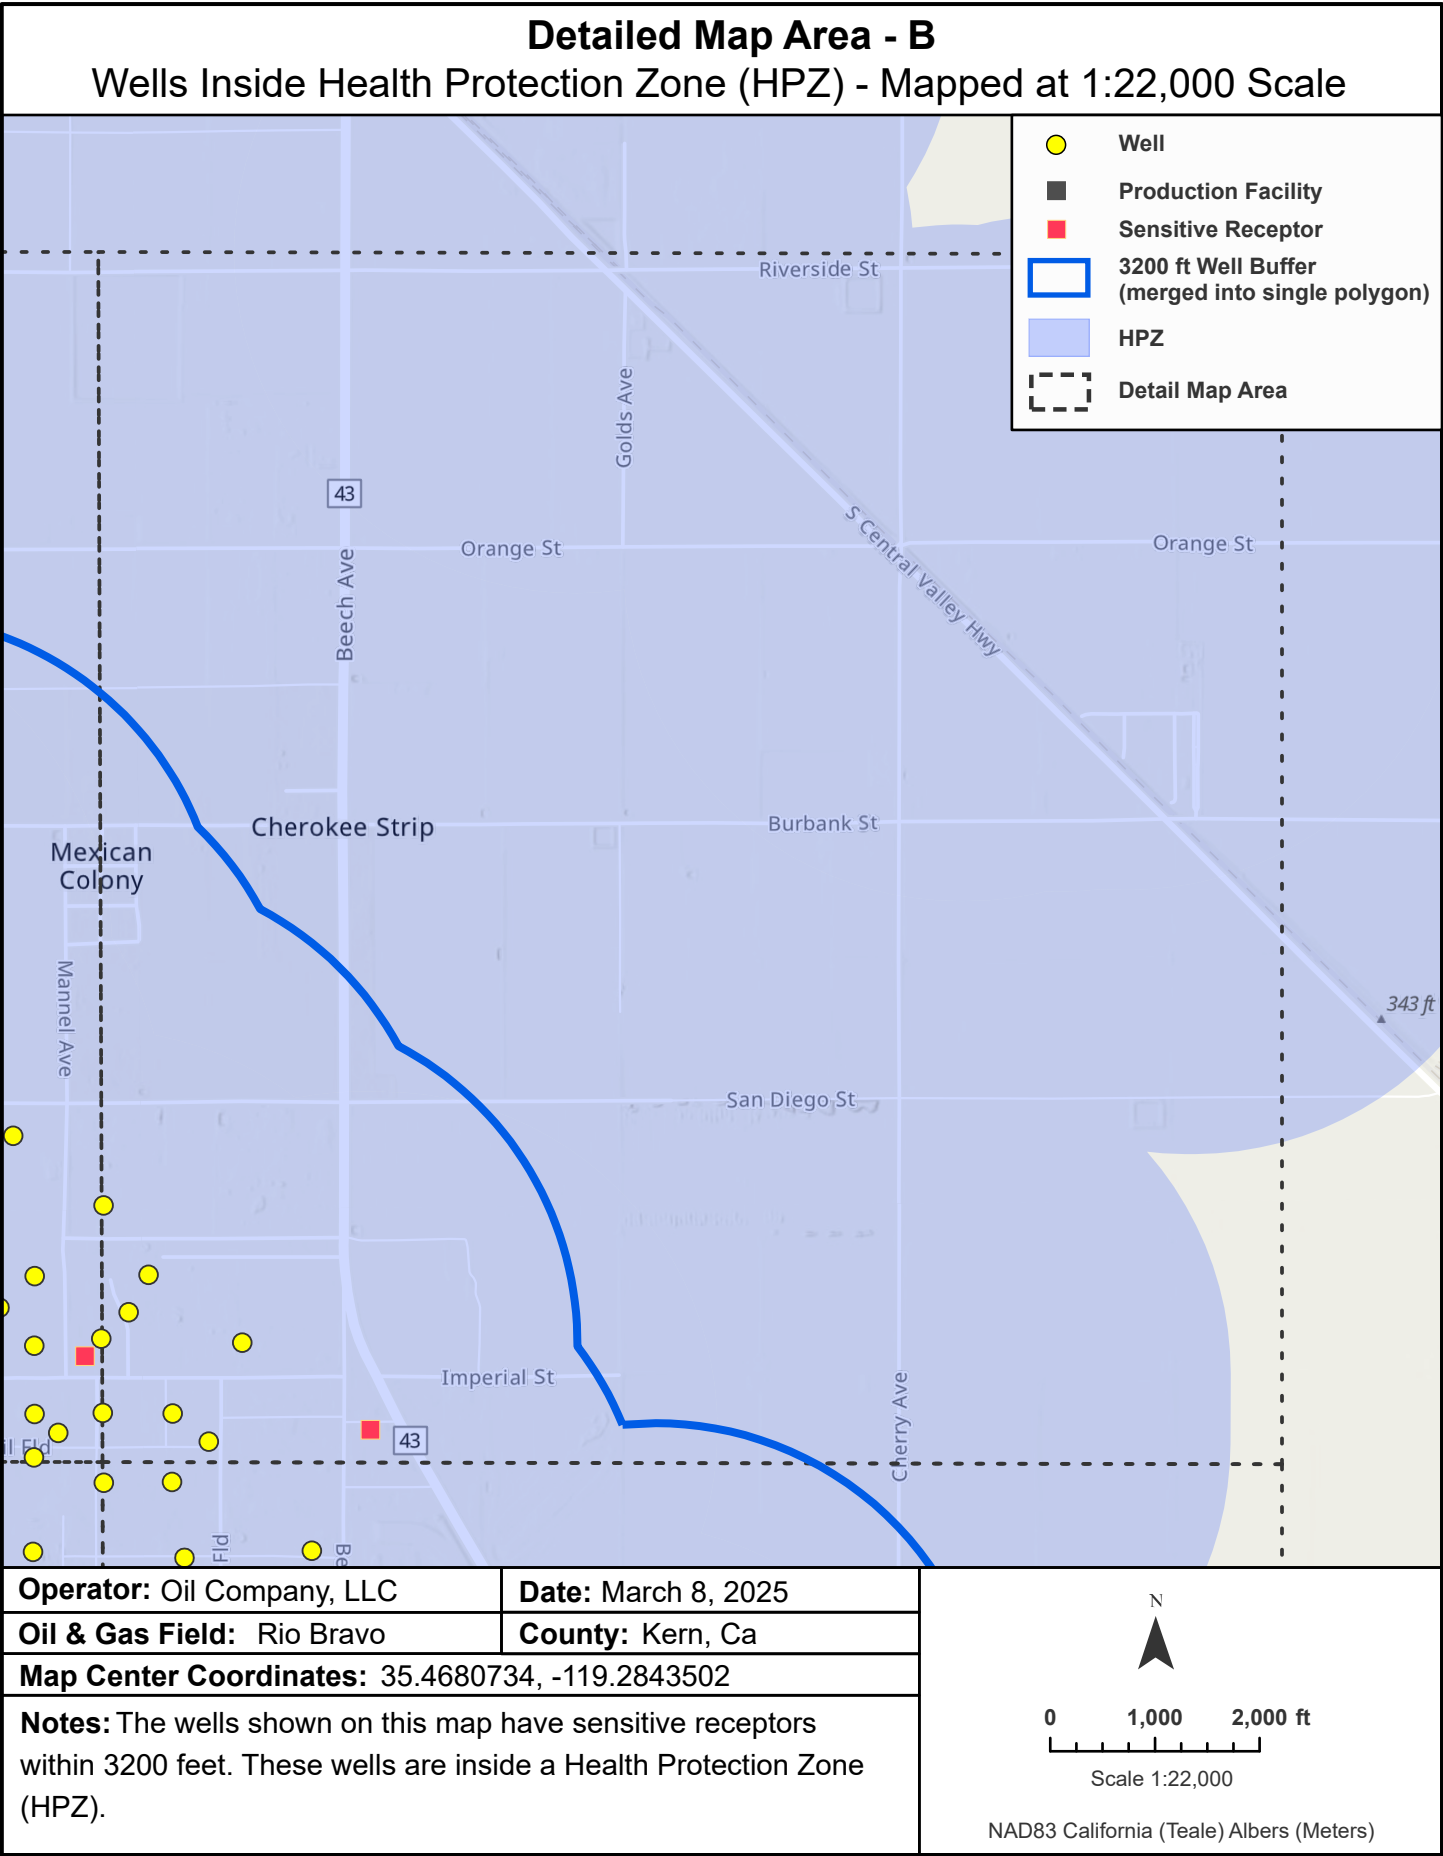 Detailed Map Area - B
Wells Inside Health Protection Zone (HPZ) - Mapped at 1:22,000 Scale
Well
Production Facility
Sensitive Receptor
3200 ft Well Buffer
(merged into single polygon)
HPZ
Detail Map Area
Riverside St
Golds Ave
43
Orange St
Orange St
S Central Valley Hwy
Beech Ave
Cherokee Strip
Burbank St
Mexican
Colony
Mannel Ave
343 ft
San Diego St
Imperial St
Cherry Ave
43
il Fld
Fld
Be
Operator: Oil Company, LLC
Date: March 8, 2025
Oil & Gas Field: Rio Bravo
County: Kern, Ca
Map Center Coordinates: 35.4680734, -119.2843502
Notes: The wells shown on this map have sensitive receptors
within 3200 feet. These wells are inside a Health Protection Zone
(HPZ).
N
0 1,000 2,000 ft
Scale 1:22,000
NAD83 California (Teale) Albers (Meters)